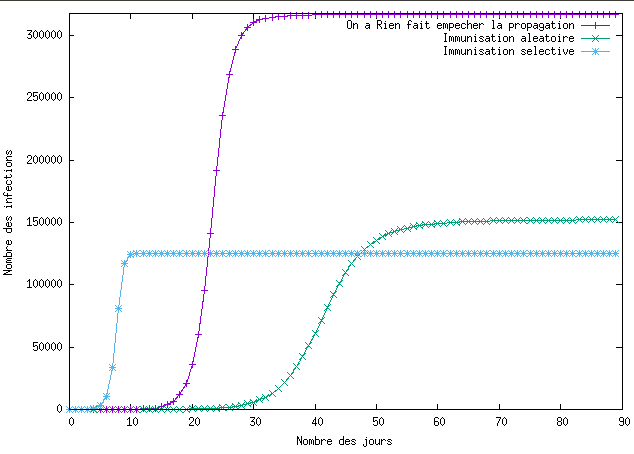 On a Rien fait empecher la propagation
Immunisation aleatoire
Immunisation selective
300000
250000
200000
150000
100000
50000
0
0 10 20 30 40 50 60 70 80 90
Nombre des infections
Nombre des jours